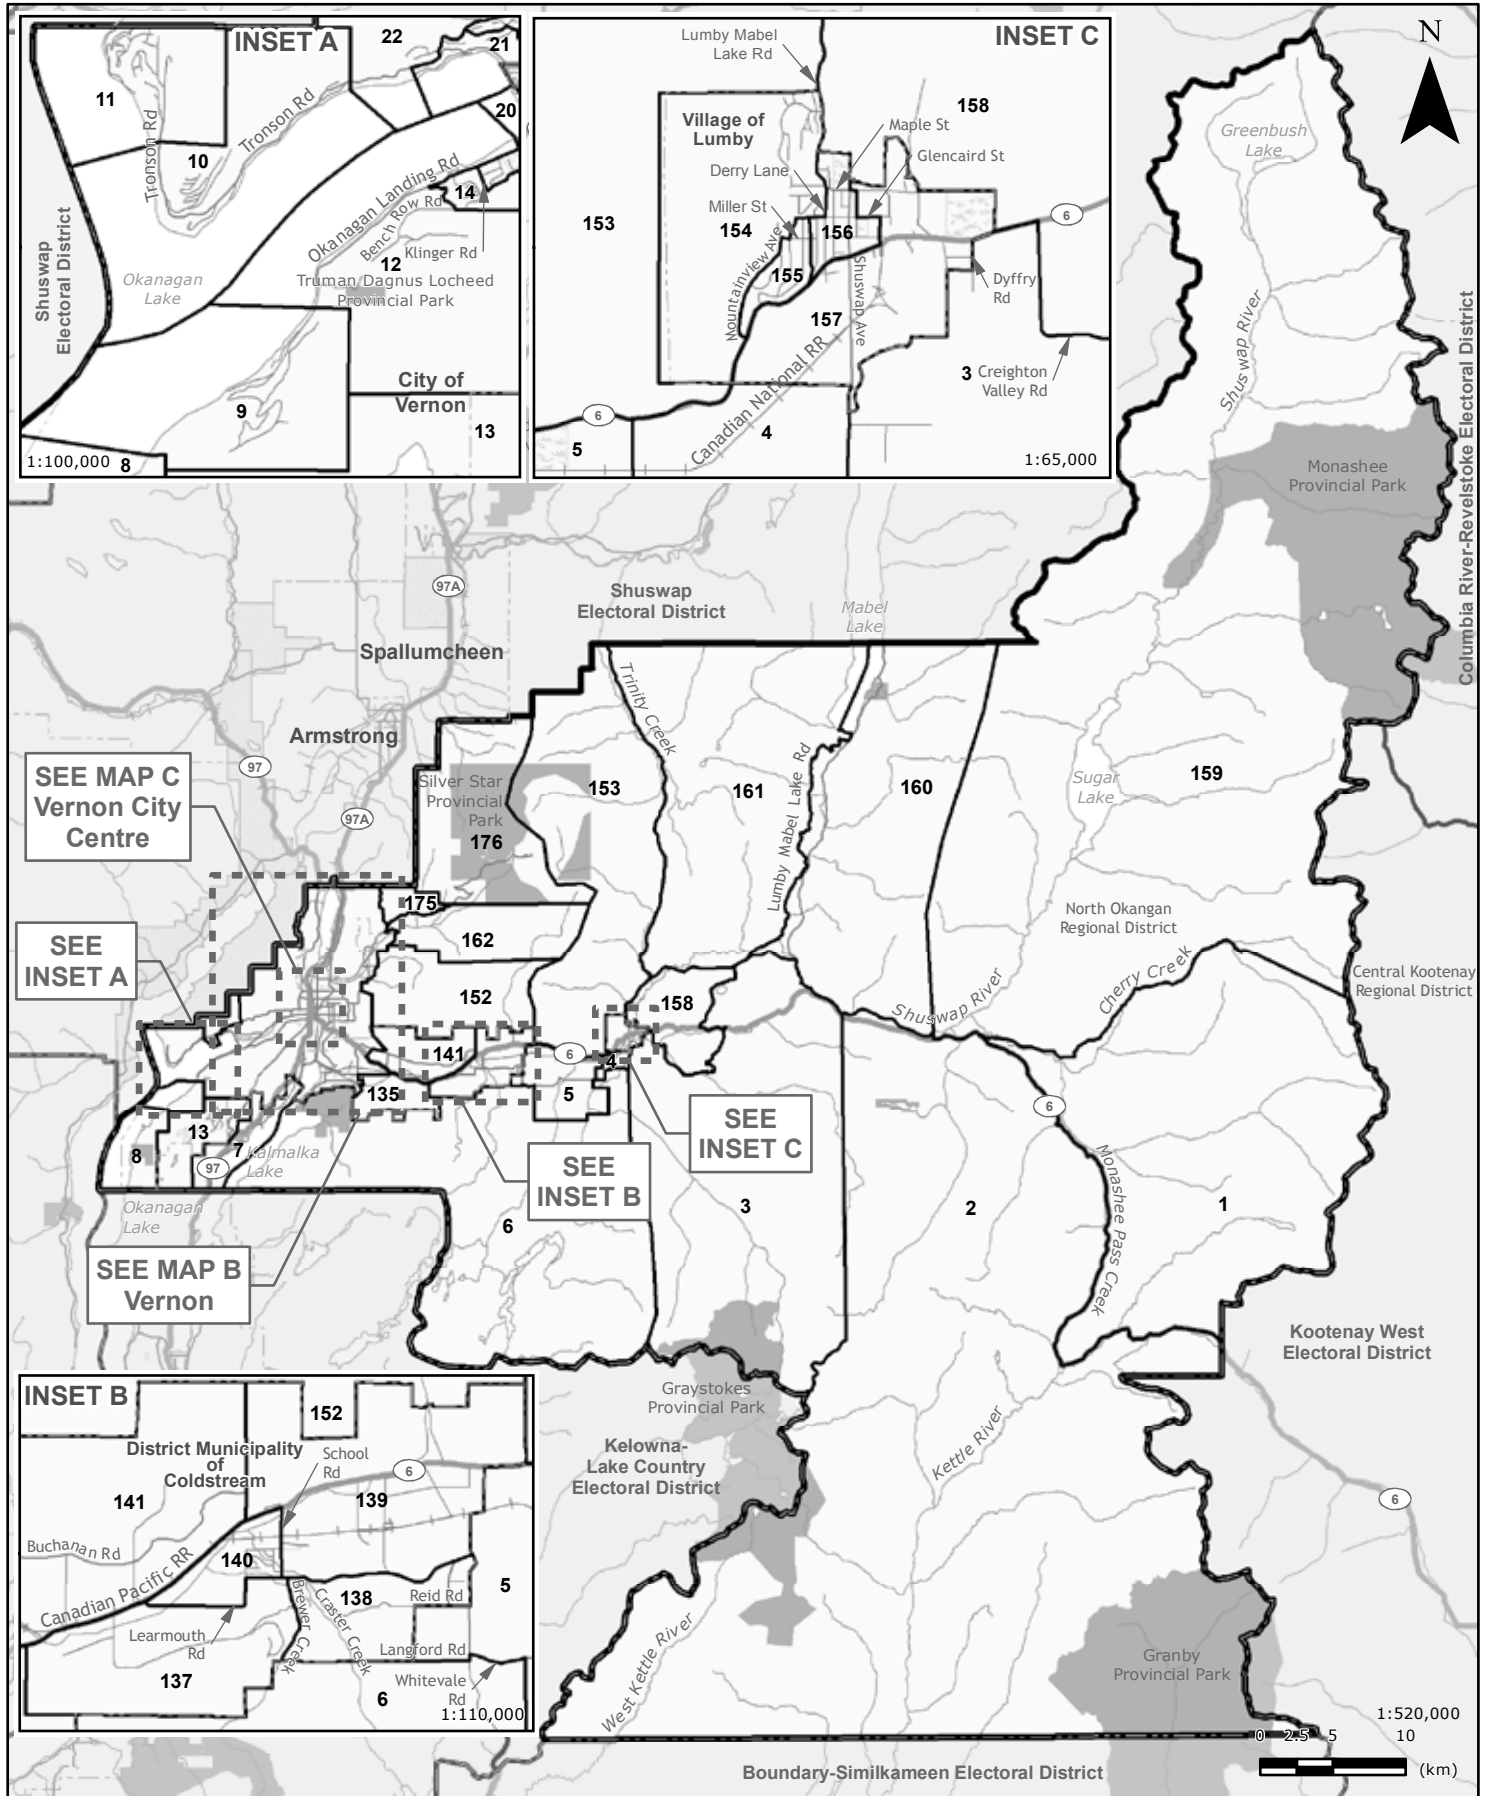 INSET A
22
21
11
20
Tronson Rd
Tronson Rd
10
Okanagan Landing Rd
14
Bench Row Rd
Klinger Rd
12
Shuswap
Electoral District
Okanagan
Lake
Truman Dagnus Locheed
Provincial Park
City of
Vernon
9
13
1:100,000
8
INSET C
Lumby Mabel
Lake Rd
158
Village of
Lumby
Maple St
Glencaird St
Derry Lane
Miller St
153
154
156
6
Mountainview Ave
155
Shuswap Ave
Dyffry
Rd
157
3
Creighton
Valley Rd
Canadian National RR
6
5
4
1:65,000
N
Greenbush
Lake
Shuswap River
Columbia River-Revelstoke Electoral District
Monashee
Provincial Park
97A
Shuswap
Electoral District
Mabel
Lake
Spallumcheen
Trinity Creek
Armstrong
97
SEE MAP C
Vernon City
Centre
97A
Silver Star
Provincial
Park
176
153
161
Lumby Mabel Lake Rd
160
Sugar
Lake
159
175
162
North Okangan
Regional District
SEE
INSET A
Cherry Creek
Central Kootenay
Regional District
152
158
Shuswap River
141
6
4
135
5
6
SEE
INSET C
13
8
7
Kalmalka
Lake
97
SEE
INSET B
Monashee Pass Creek
Okanagan
Lake
6
3
2
1
SEE MAP B
Vernon
Kootenay West
Electoral District
Graystokes
Provincial Park
Kelowna-
Lake Country
Electoral District
Kettle River
6
West Kettle River
Granby
Provincial Park
INSET B
152
District Municipality
of
Coldstream
School
Rd
6
141
139
Buchanan Rd
Canadian Pacific RR
140
5
138
Reid Rd
Brewer Creek
Craster Creek
Learmouth
Rd
Langford Rd
137
Whitevale
Rd
6
1:110,000
1:520,000
0 2.5 5 10
(km)
Boundary-Similkameen Electoral District